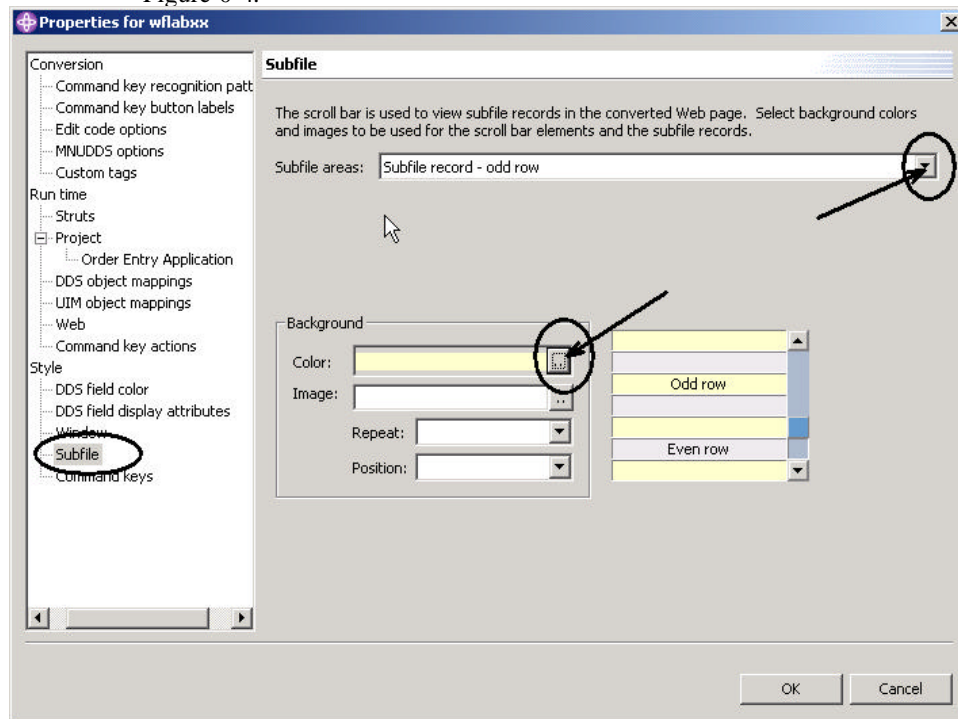 Figure 6-4.
Properties for wflabxx
Conversion
Command key recognition patt
Command key button labels
Edit code options
MNUDDS options
Custom tags
Run time
Struts
Project
Order Entry Application
DDS object mappings
UIM object mappings
Web
Command key actions
Style
DDS field color
DDS field display attributes
Window
Subfile
Command keys
Subfile
The scroll bar is used to view subfile records in the converted Web page. Select background colors
and images to be used for the scroll bar elements and the subfile records.
Subfile areas: Subfile record - odd row
Background
Color: ...
Image: ..
Repeat:
Position:
Odd row
Even row
OK Cancel